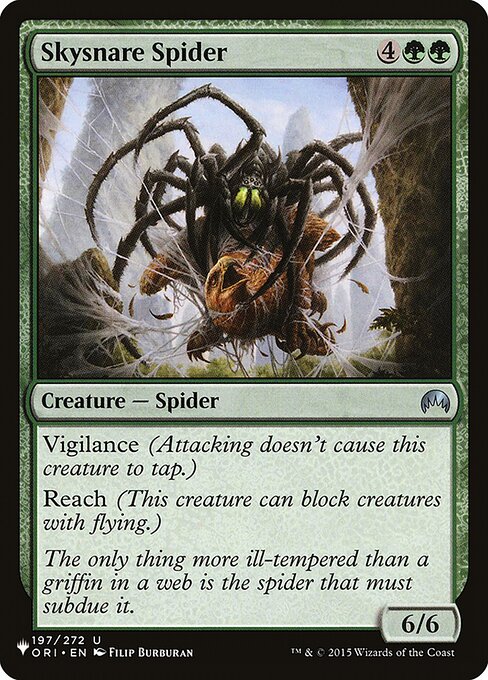 Skysnare Spider 4
Creature — Spider
Vigilance (Attacking doesn't cause this
creature to tap.)
Reach (This creature can block creatures
with flying.)
The only thing more ill-tempered than a
griffin in a web is the spider that must
subdue it.
6/6
197/272 U
ORI • EN Filip Burburan
™ & © 2015 Wizards of the Coast